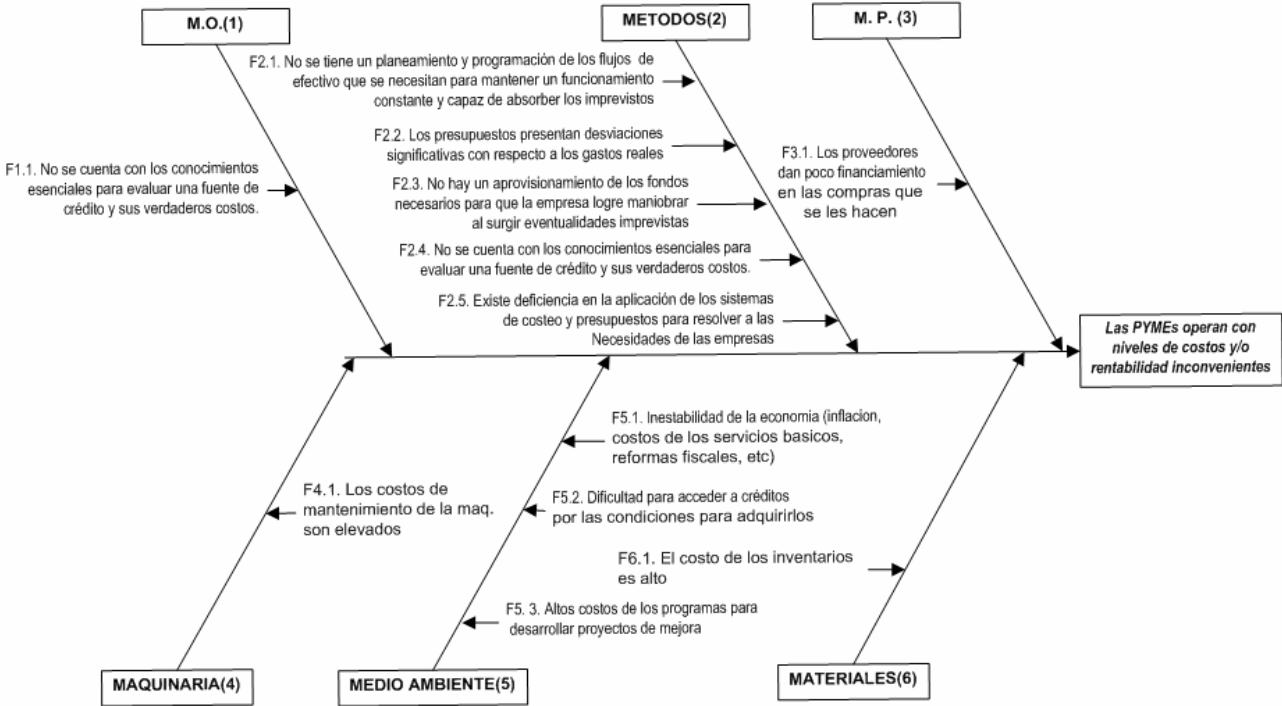 M.O.(1)
METODOS(2)
M. P. (3)
F2.1. No se tiene un planeamiento y programación de los flujos de
efectivo que se necesitan para mantener un funcionamiento
constante y capaz de absorber los imprevistos
F2.2. Los presupuestos presentan desviaciones
significativas con respecto a los gastos reales
F1.1. No se cuenta con los conocimientos
esenciales para evaluar una fuente de
crédito y sus verdaderos costos.
F2.3. No hay un aprovisionamiento de los fondos
necesarios para que la empresa logre maniobrar
al surgir eventualidades imprevistas
F3.1. Los proveedores
dan poco financiamiento
en las compras que
se les hacen
F2.4. No se cuenta con los conocimientos esenciales para
evaluar una fuente de crédito y sus verdaderos costos.
F2.5. Existe deficiencia en la aplicación de los sistemas
de costeo y presupuestos para resolver a las
Necesidades de las empresas
Las PYMEs operan con
niveles de costos y/o
rentabilidad inconvenientes
F5.1. Inestabilidad de la economia (inflacion,
costos de los servicios basicos,
reformas fiscales, etc)
F4.1. Los costos de
mantenimiento de la maq.
son elevados
F5.2. Dificultad para acceder a créditos
por las condiciones para adquirirlos
F6.1. El costo de los inventarios
es alto
F5. 3. Altos costos de los programas para
desarrollar proyectos de mejora
MAQUINARIA(4)
MEDIO AMBIENTE(5)
MATERIALES(6)